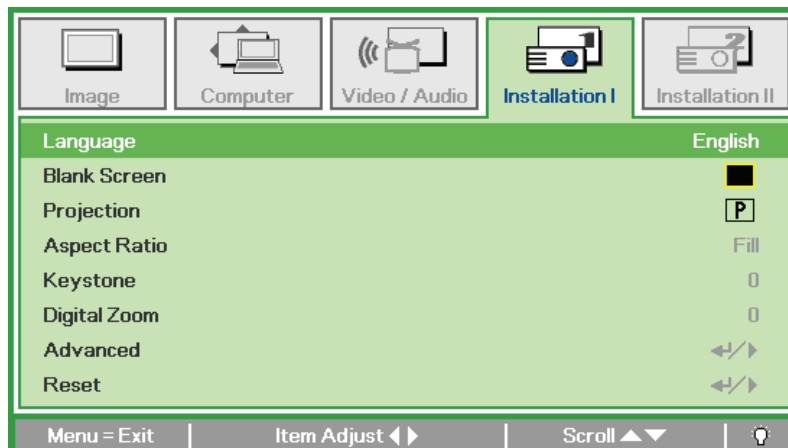 Image Computer Video / Audio Installation I Installation II
Language English
Blank Screen
Projection P
Aspect Ratio Fill
Keystone 0
Digital Zoom 0
Advanced
Reset
Menu = Exit Item Adjust Scroll